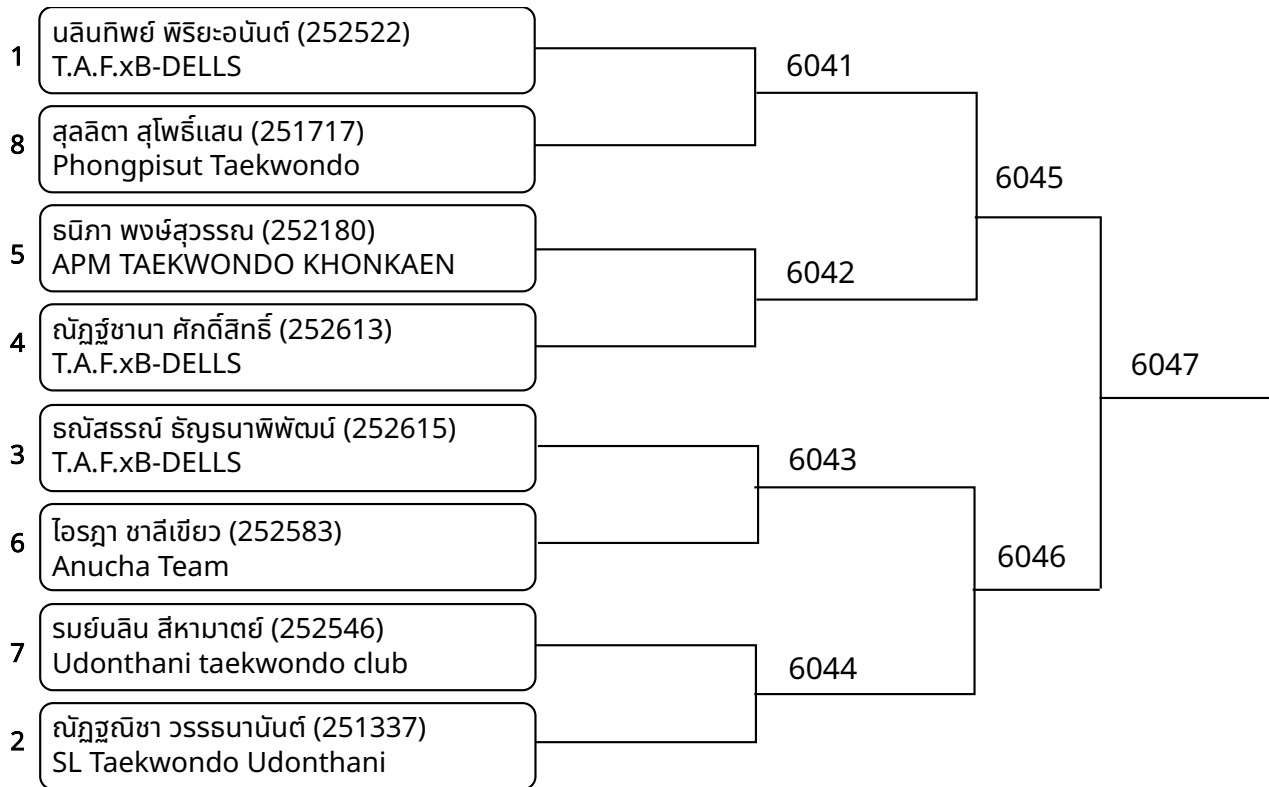 1
นลินทิพย์ พิริยะอนันต์ (252522)
T.A.F.xB-DELLS
8
สุลลิตา สุโพธิ์แสน (251717)
Phongpisut Taekwondo
5
ธนิภา พงษ์สุวรรณ (252180)
APM TAEKWONDO KHONKAEN
4
ณัฏฐ์ชานา ศักดิ์สิทธิ์ (252613)
T.A.F.xB-DELLS
3
ธณัสธรณ์ ธัญธนาพิพัฒน์ (252615)
T.A.F.xB-DELLS
6
ไอรฎา ชาลีเขียว (252583)
Anucha Team
7
รมย์นลิน สีหามาตย์ (252546)
Udonthani taekwondo club
2
ณัฏฐณิชา วรรธนานันต์ (251337)
SL Taekwondo Udonthani
6041
6042
6043
6044
6045
6046
6047